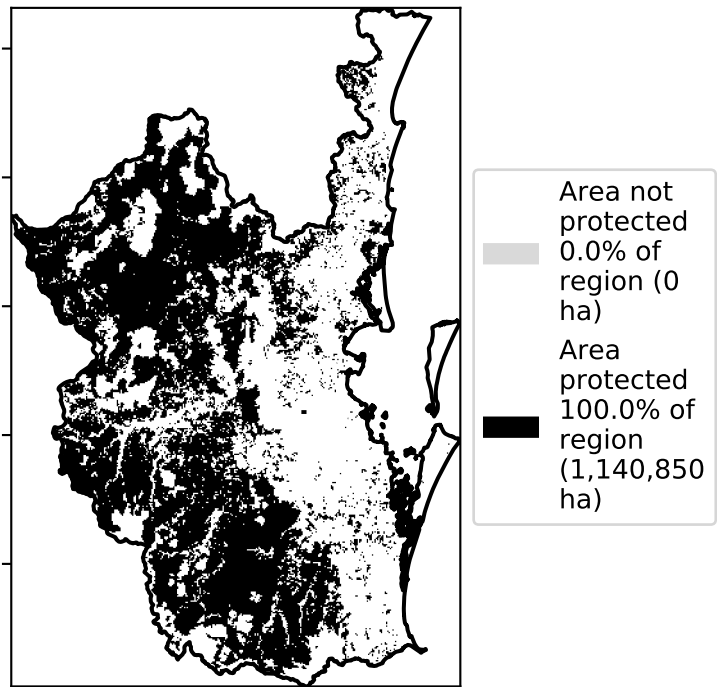 Area not
protected
0.0% of
region (0
ha)
Area
protected
100.0% of
region
(1,140,850
ha)